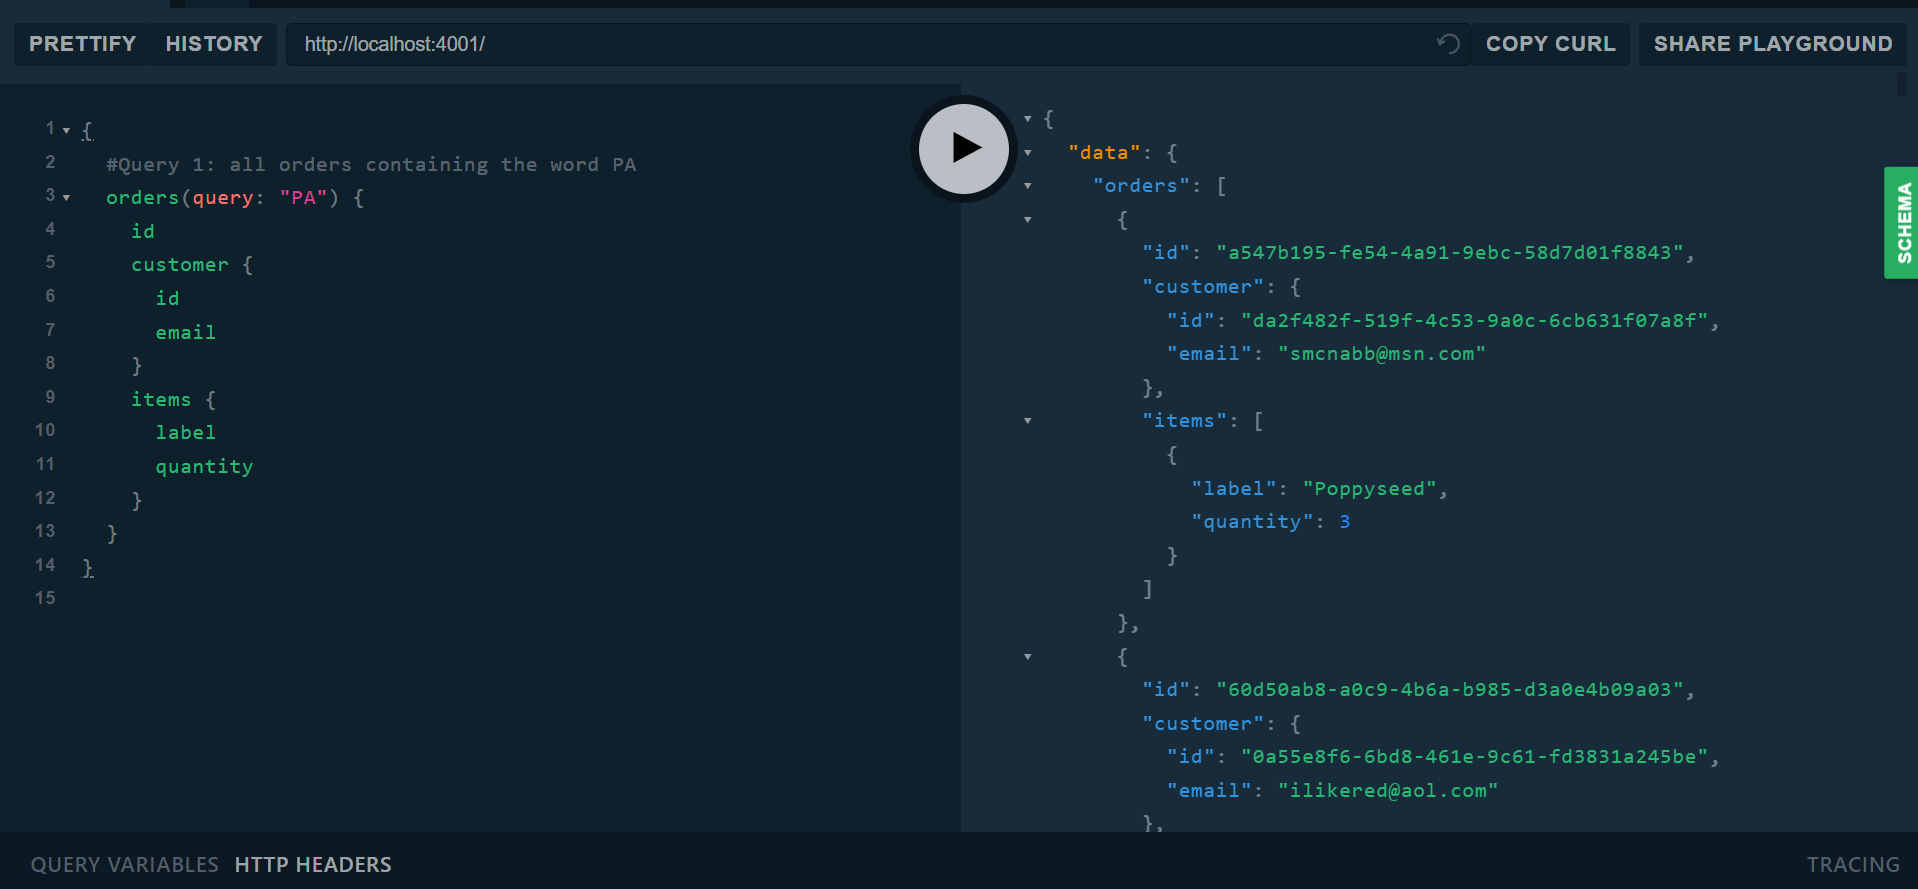 PRETTIFY HISTORY http://localhost:4001/ COPY CURL SHARE PLAYGROUND
1 {
2 #Query 1: all orders containing the word PA
3 orders(query: "PA") {
4 id
5 customer {
6 id
7 email
8 }
9 items {
10 label
11 quantity
12 }
13 }
14 }
15
{
"data": {
"orders": [
{
"id": "a547b195-fe54-4a91-9ebc-58d7d01f8843",
"customer": {
"id": "da2f482f-519f-4c53-9a0c-6cb631f07a8f",
"email": "smcnabb@msn.com"
},
"items": [
{
"label": "Poppyseed",
"quantity": 3
}
]
},
{
"id": "60d50ab8-a0c9-4b6a-b985-d3a0e4b09a03",
"customer": {
"id": "0a55e8f6-6bd8-461e-9c61-fd3831a245be",
"email": "ilikered@aol.com"
},
SCHEMA
QUERY VARIABLES HTTP HEADERS TRACING